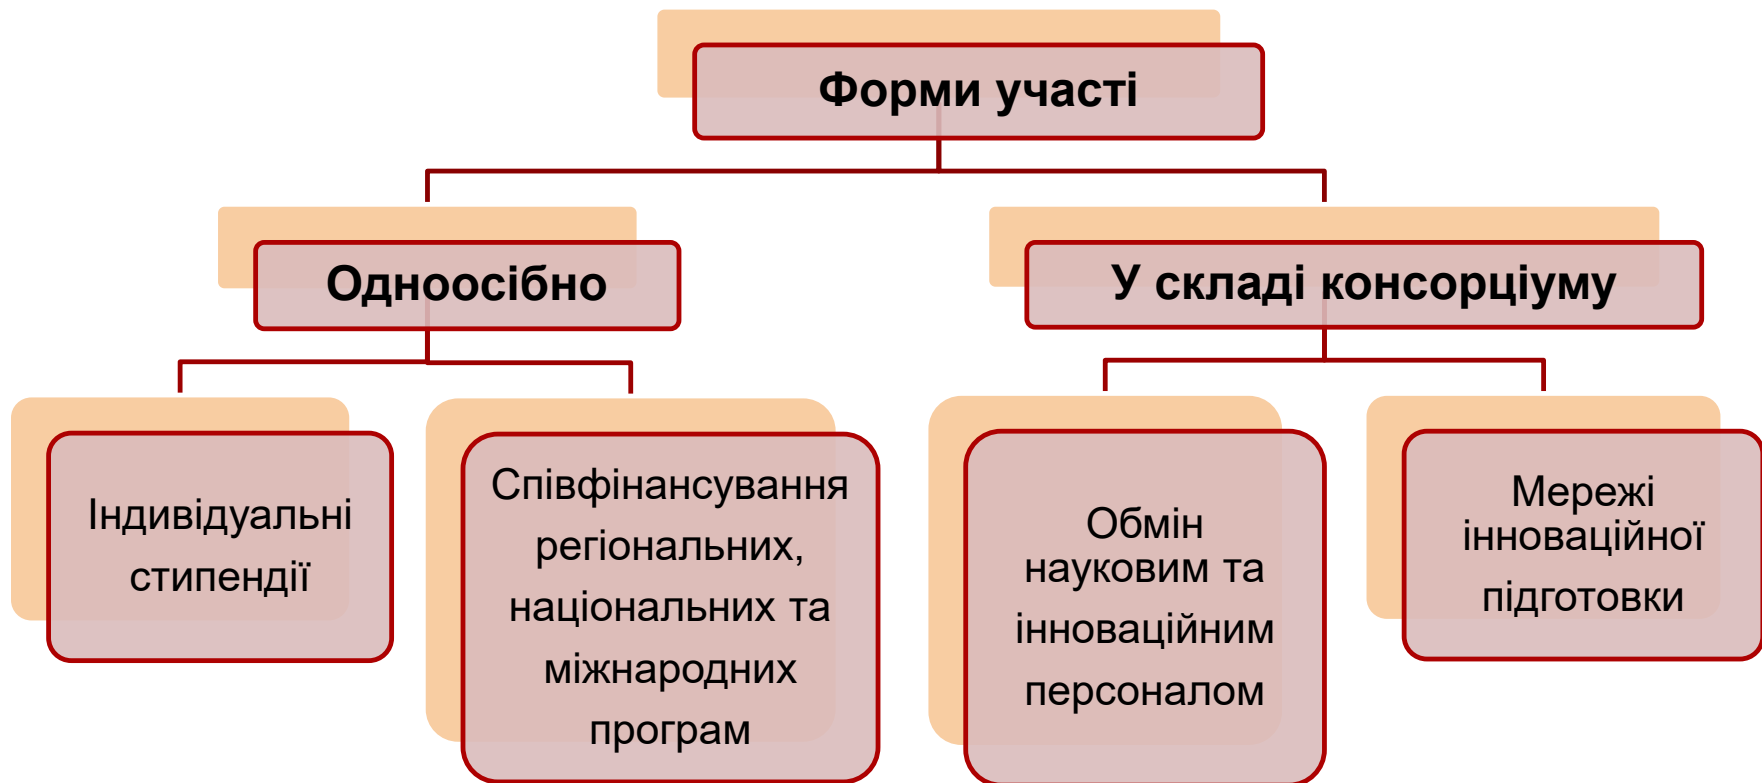 Форми участі
Одноосібно
У складі консорціуму
Індивідуальні
стипендії
Співфінансування
регіональних,
національних та
міжнародних
програм
Обмін
науковим та
інноваційним
персоналом
Мережі
інноваційної
підготовки